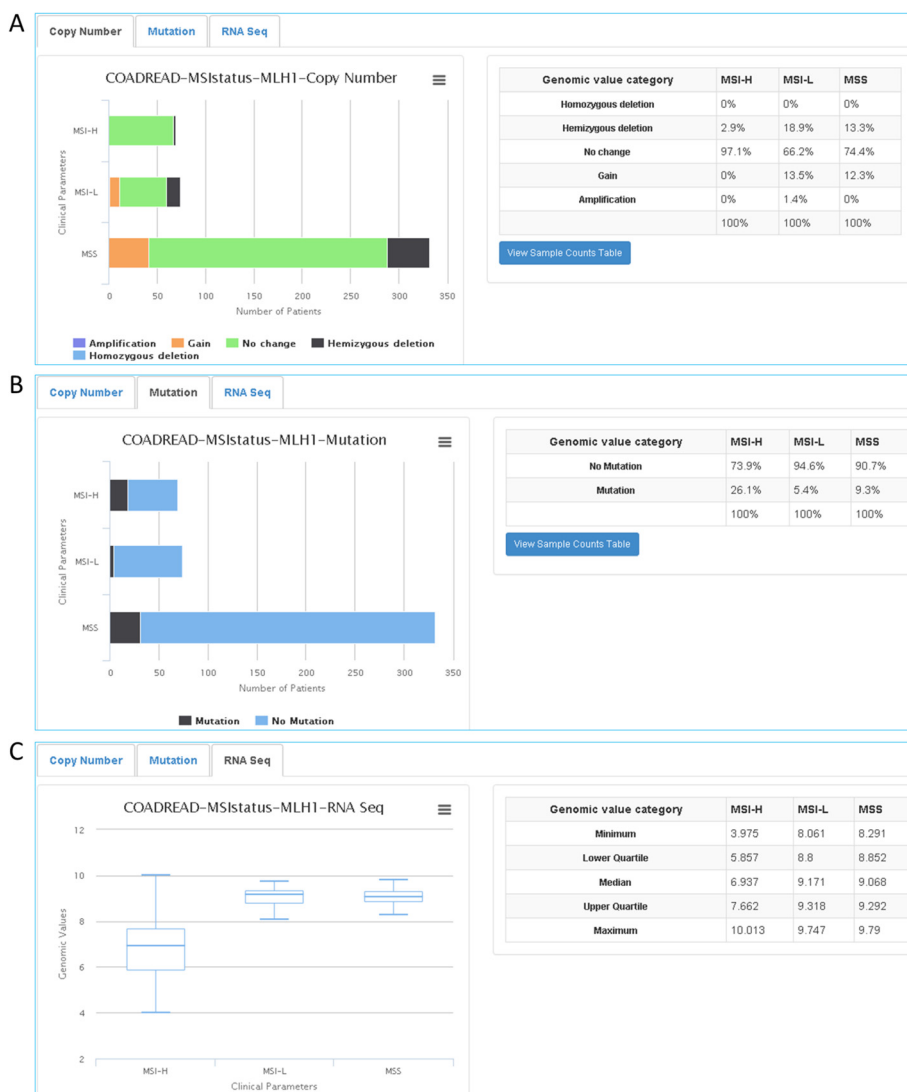 A
Copy Number Mutation RNA Seq
COADREAD-MSIstatus-MLH1-Copy Number
Clinical Parameters
MSI-H
MSI-L
MSS
0 50 100 150 200 250 300 350
Number of Patients
Amplification Gain No change Hemizygous deletion
Homozygous deletion
Genomic value category MSI-H MSI-L MSS
Homozygous deletion 0% 0% 0%
Hemizygous deletion 2.9% 18.9% 13.3%
No change 97.1% 66.2% 74.4%
Gain 0% 13.5% 12.3%
Amplification 0% 1.4% 0%
100% 100% 100%
View Sample Counts Table
B
Copy Number Mutation RNA Seq
COADREAD-MSIstatus-MLH1-Mutation
Clinical Parameters
MSI-H
MSI-L
MSS
0 50 100 150 200 250 300 350
Number of Patients
Mutation No Mutation
Genomic value category MSI-H MSI-L MSS
No Mutation 73.9% 94.6% 90.7%
Mutation 26.1% 5.4% 9.3%
100% 100% 100%
View Sample Counts Table
C
Copy Number Mutation RNA Seq
COADREAD-MSIstatus-MLH1-RNA Seq
Genomic Values
12
10
8
6
4
2
MSI-H MSI-L MSS
Clinical Parameters
Genomic value category MSI-H MSI-L MSS
Minimum 3.975 8.061 8.291
Lower Quartile 5.857 8.8 8.852
Median 6.937 9.171 9.068
Upper Quartile 7.662 9.318 9.292
Maximum 10.013 9.747 9.79